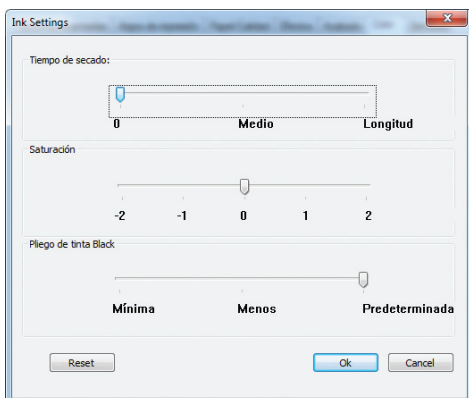 Ink Settings
Tiempo de secado:
0 Medio Longitud
Saturación
-2 -1 0 1 2
Pliego de tinta Black
Mínima Menos Predeterminada
Reset Ok Cancel